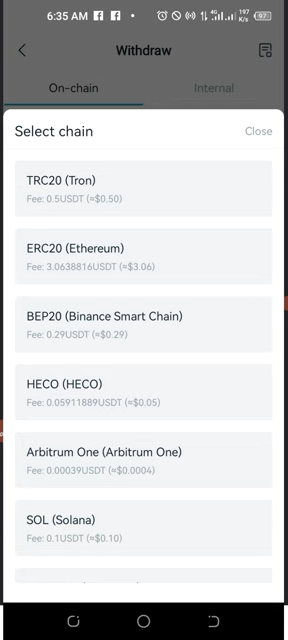 6:35 AM
4G
197
K/s
97
Withdraw
On-chain
Internal
Select chain
Close
TRC20 (Tron)
Fee: 0.5USDT (≈$0.50)
ERC20 (Ethereum)
Fee: 3.0638816USDT (≈$3.06)
BEP20 (Binance Smart Chain)
Fee: 0.29USDT (≈$0.29)
HECO (HECO)
Fee: 0.05911889USDT (≈$0.05)
Arbitrum One (Arbitrum One)
Fee: 0.00039USDT (≈$0.0004)
SOL (Solana)
Fee: 0.1USDT (≈$0.10)